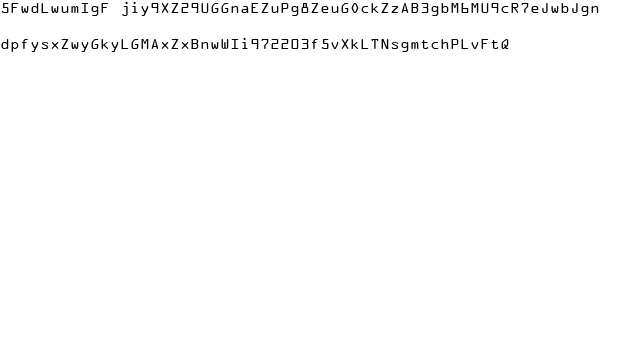 5FwdLwumIgF jiy9XZ29UGGnaEZuPg8ZeuG0ckZzAB3gbM6MU9cR7eJwbJgn
dpfysxZwyGkyLGMAxZxBnwWIi972203f5vXkLTNsgmtchPLvFtQ